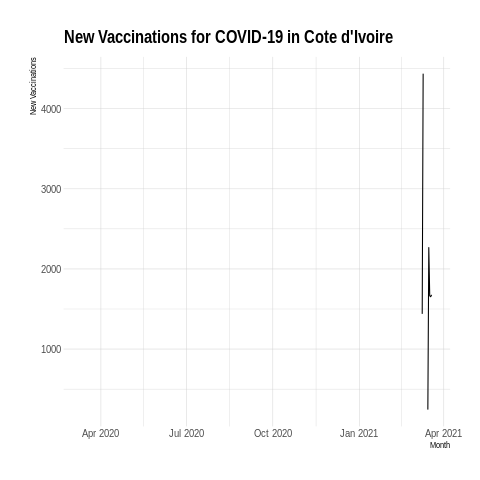 New Vaccinations for COVID-19 in Cote d'Ivoire
New Vaccinations
4000
3000
2000
1000
Apr 2020 Jul 2020 Oct 2020 Jan 2021 Apr 2021
Month